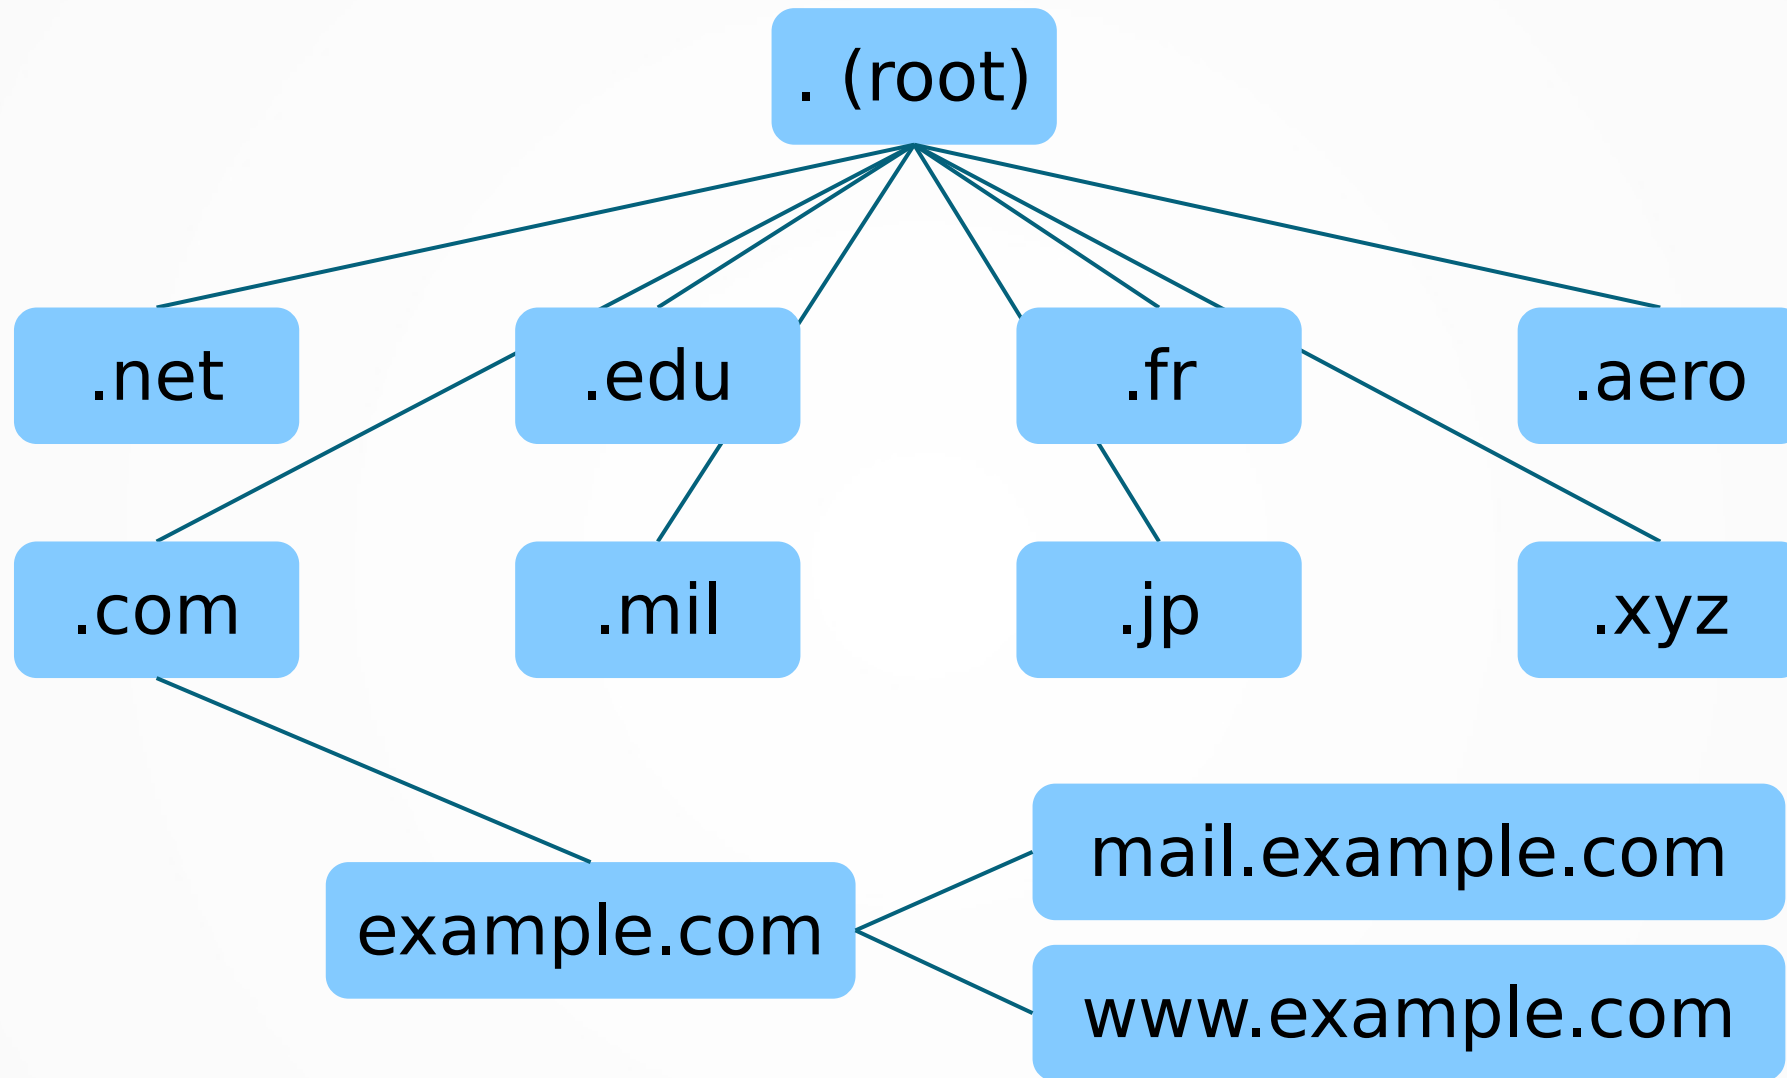 . (root)
.net
.edu
.fr
.aero
.com
.mil
.jp
.xyz
mail.example.com
example.com
www.example.com